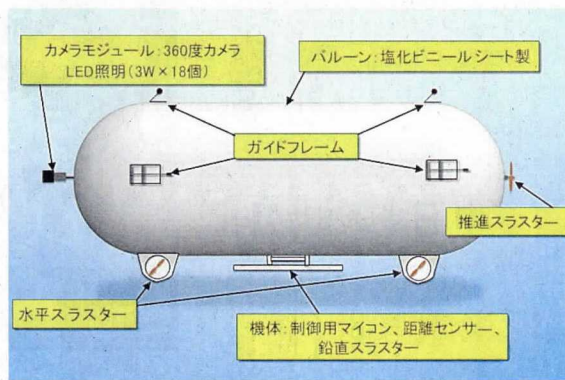 カメラモジュール：360度カメラ
LED照明（3W×18個）
バルーン：塩化ビニールシート製
ガイドフレーム
推進スラスター
水平スラスター
機体：制御用マイコン、距離センサー、
鉛直スラスター